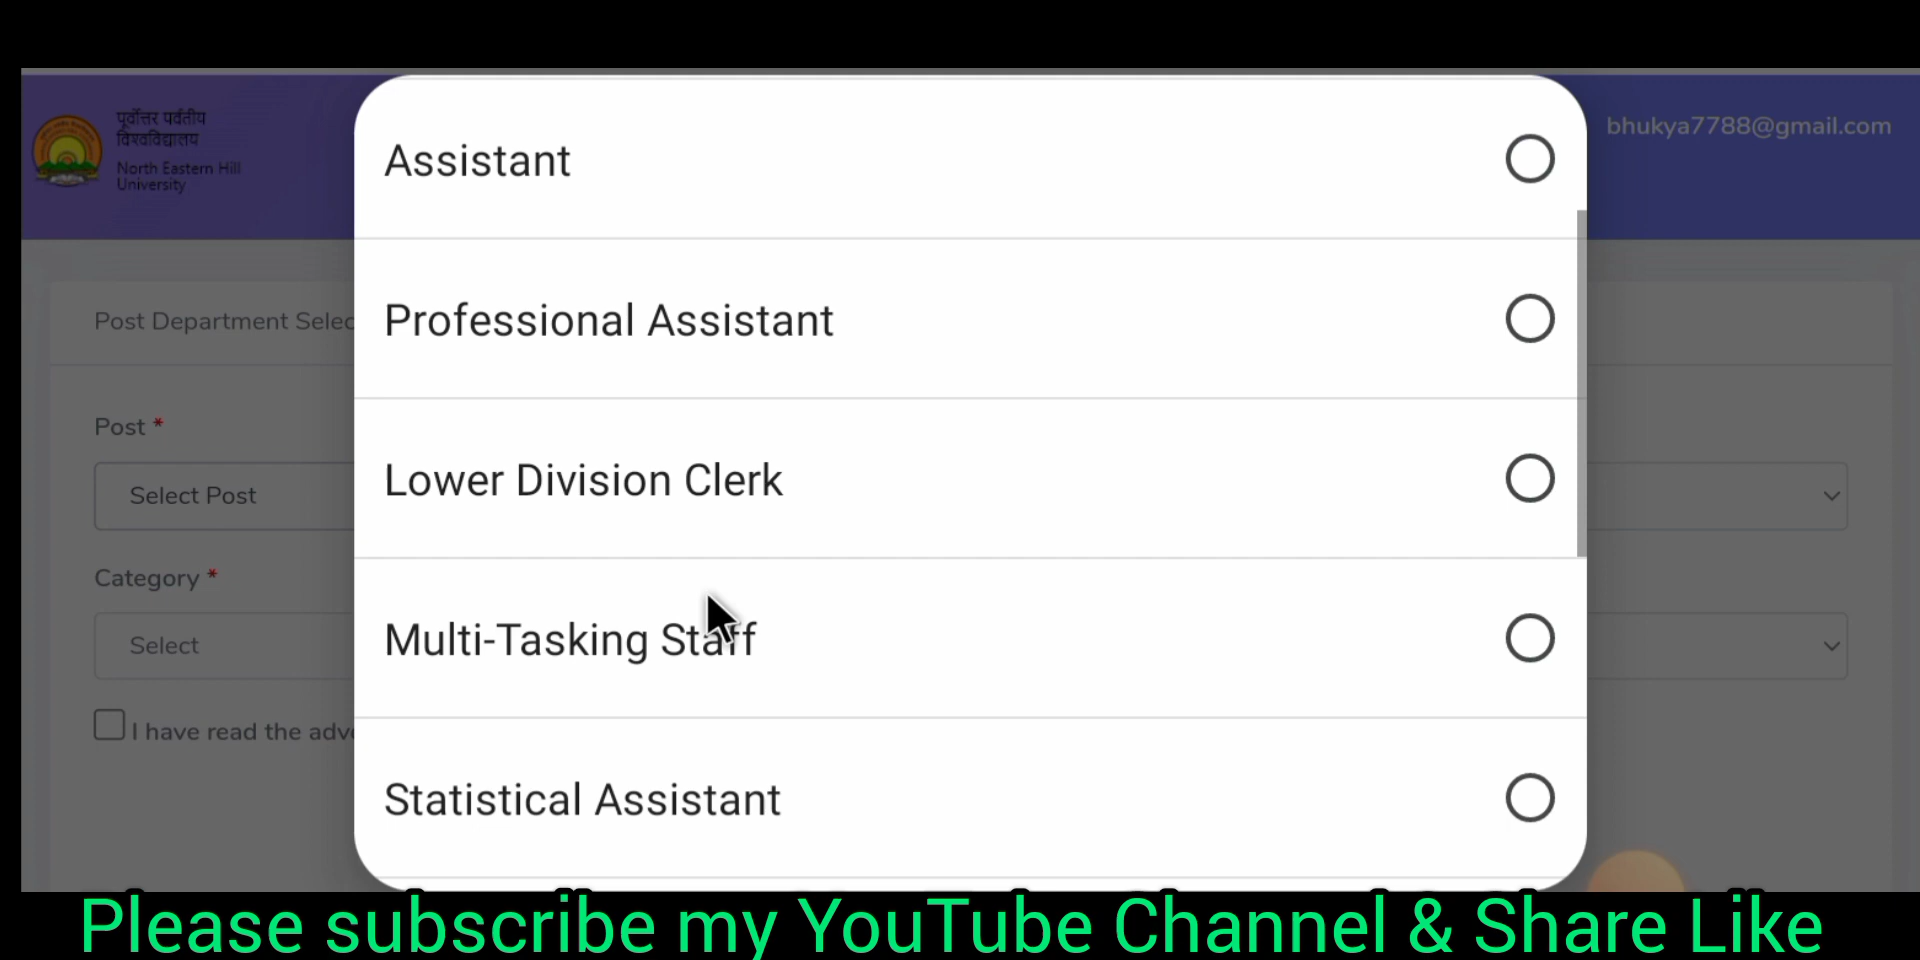 पूर्वोत्तर पर्वतीय
विश्वविद्यालय
North Eastern Hill
University
bhukya7788@gmail.com
Post Department Selec
Post *
Select Post
Category *
Select
I have read the adve
Assistant
Professional Assistant
Lower Division Clerk
Multi-Tasking Staff
Statistical Assistant
Please subscribe my YouTube Channel & Share Like